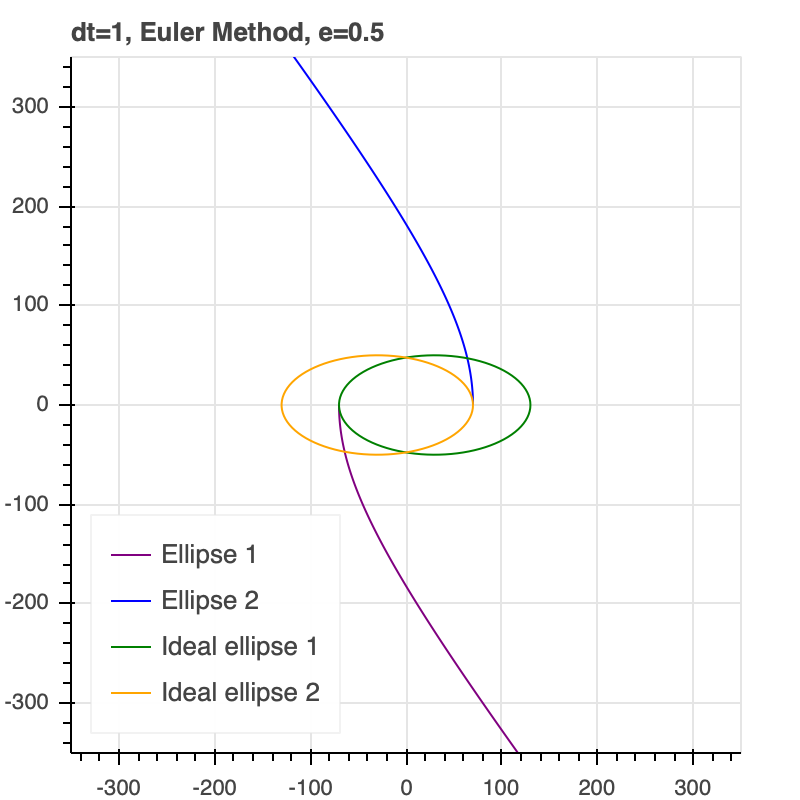 dt=1, Euler Method, e=0.5
300
200
100
0
-100
-200
-300
Ellipse 1
Ellipse 2
Ideal ellipse 1
Ideal ellipse 2
-300 -200 -100 0 100 200 300